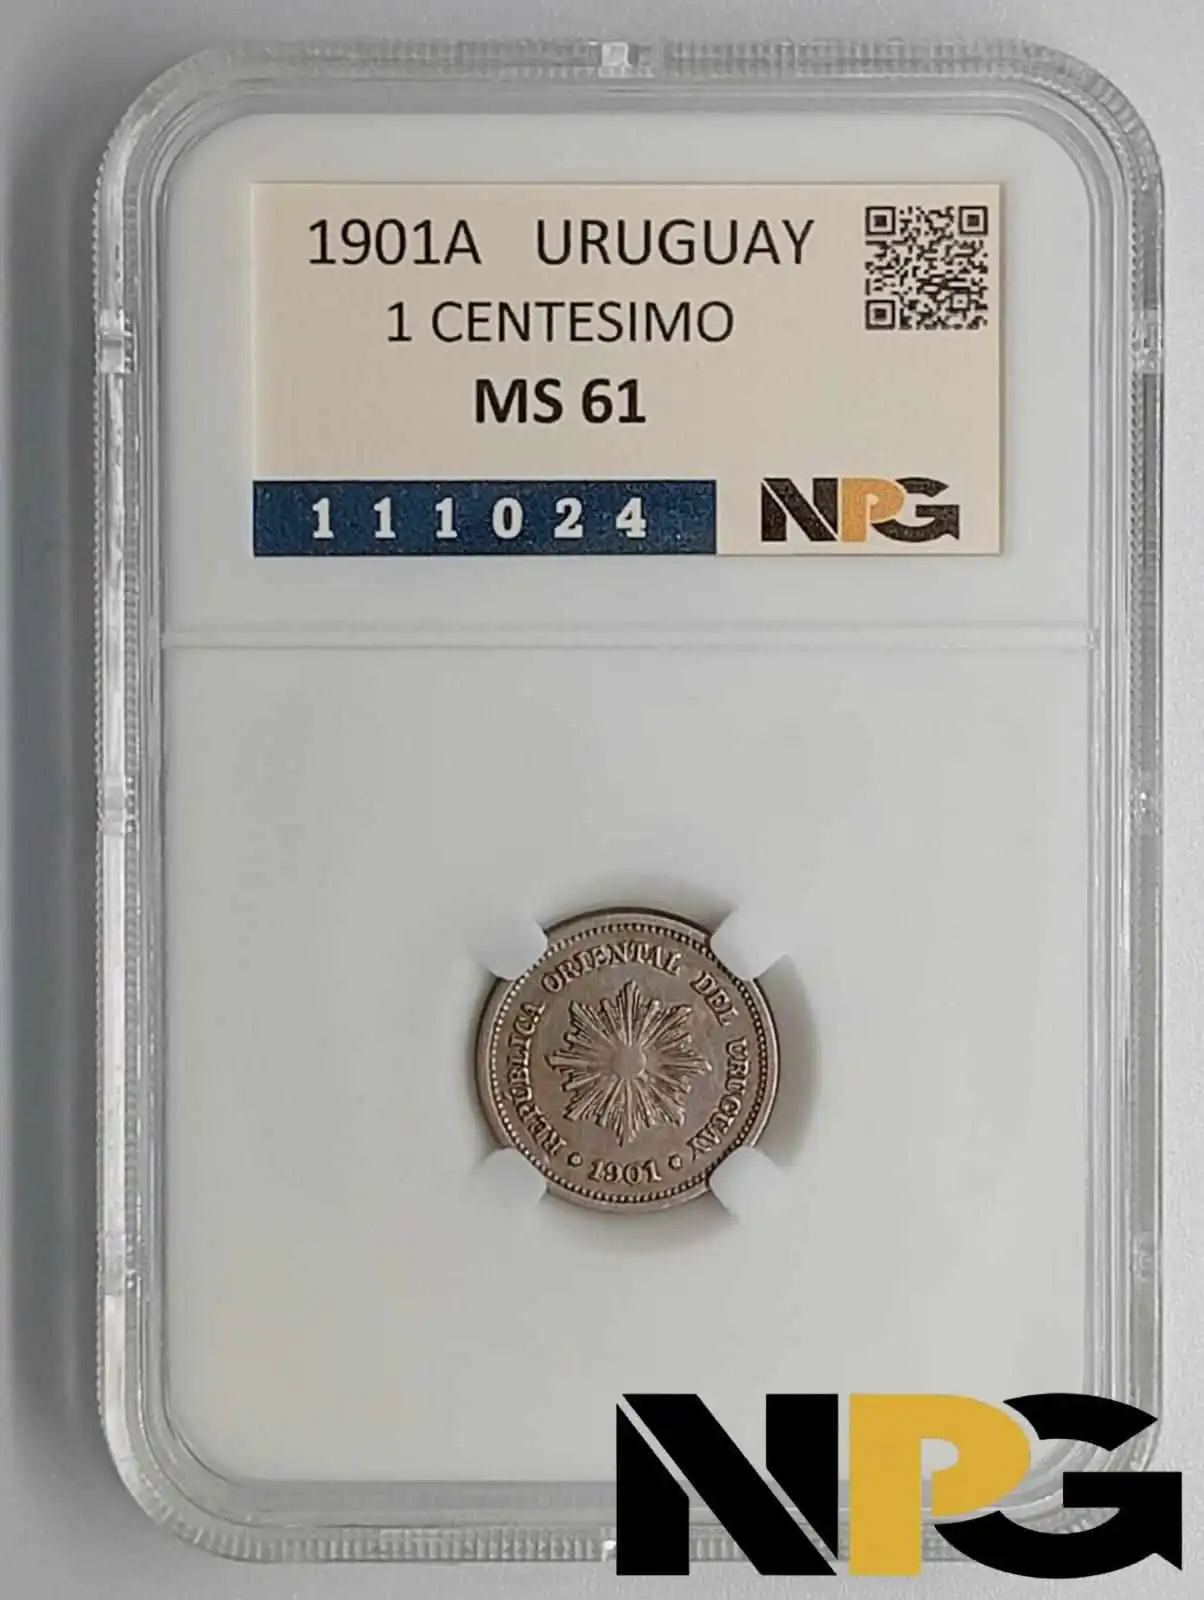 1901A URUGUAY
1 CENTESIMO
MS 61
111024
NPG
REPUBLICA ORIENTAL DEL URUGUAY
1901
NPG